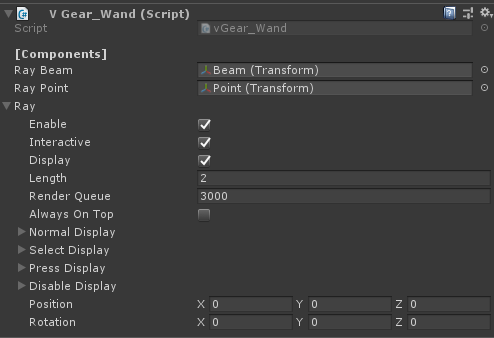 V Gear_Wand (Script)
Script vGear_Wand
[Components]
Ray Beam Beam (Transform)
Ray Point Point (Transform)
Ray
Enable
Interactive
Display
Length 2
Render Queue 3000
Always On Top
Normal Display
Select Display
Press Display
Disable Display
Position X 0 Y 0 Z 0
Rotation X 0 Y 0 Z 0